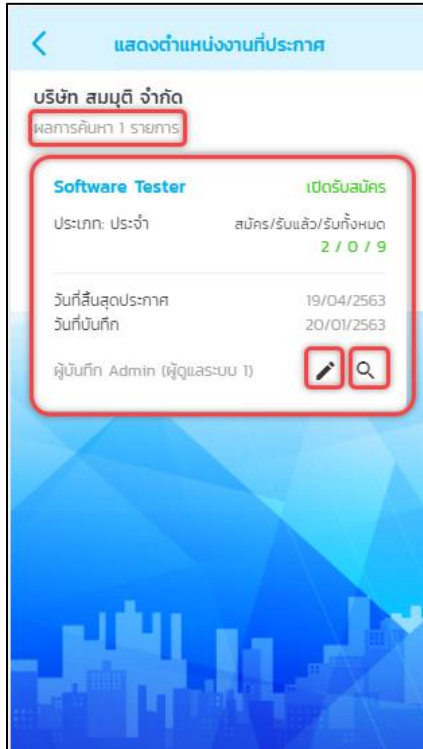 แสดงตำแหน่งงานที่ประกาศ
บริษัท สมมุติ จำกัด
ผลการค้นหา 1 รายการ
Software Tester เปิดรับสมัคร
ประเภท: ประจำ สมัคร/รับแล้ว/รับทั้งหมด
2 / 0 / 9
วันที่สิ้นสุดประกาศ 19/04/2563
วันที่บันทึก 20/01/2563
ผู้บันทึก Admin (ผู้ดูแลระบบ 1)